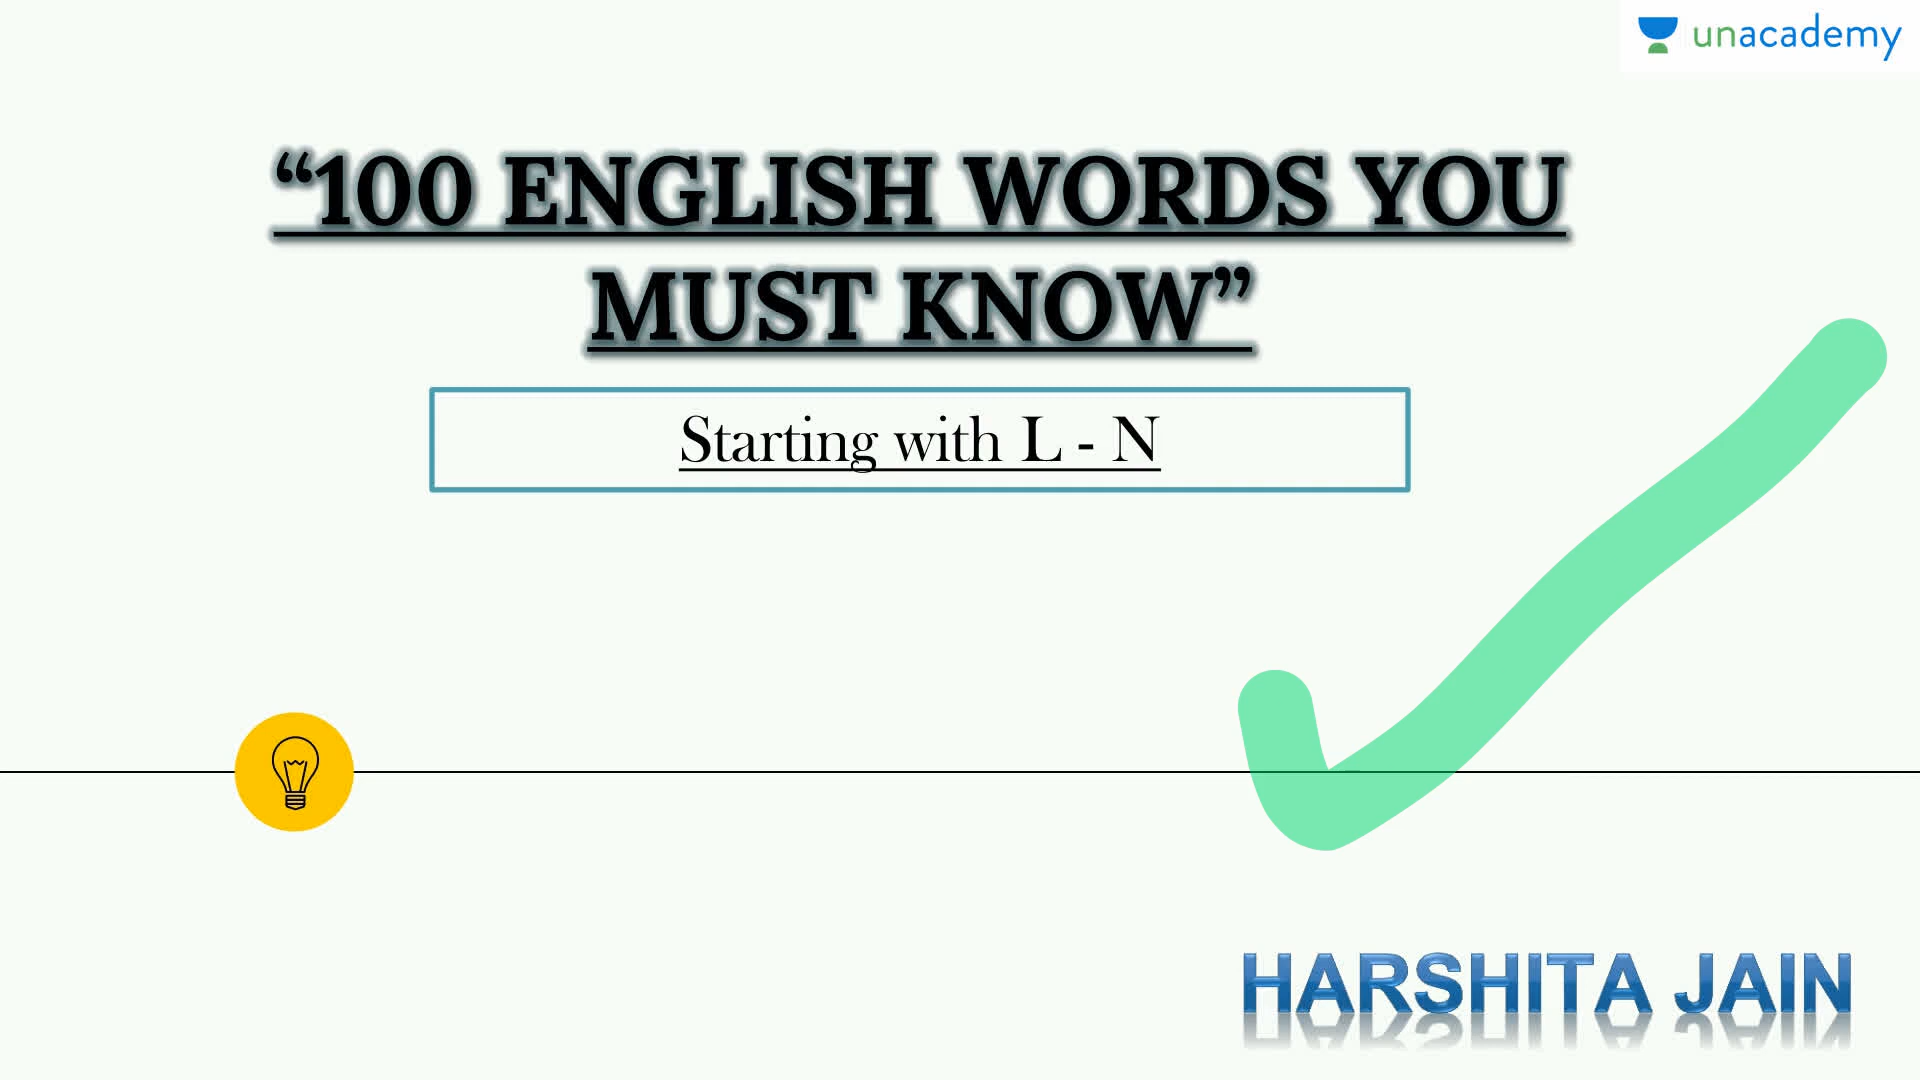 unacademy
“100 ENGLISH WORDS YOU
MUST KNOW”
Starting with L - N
HARSHITA JAIN